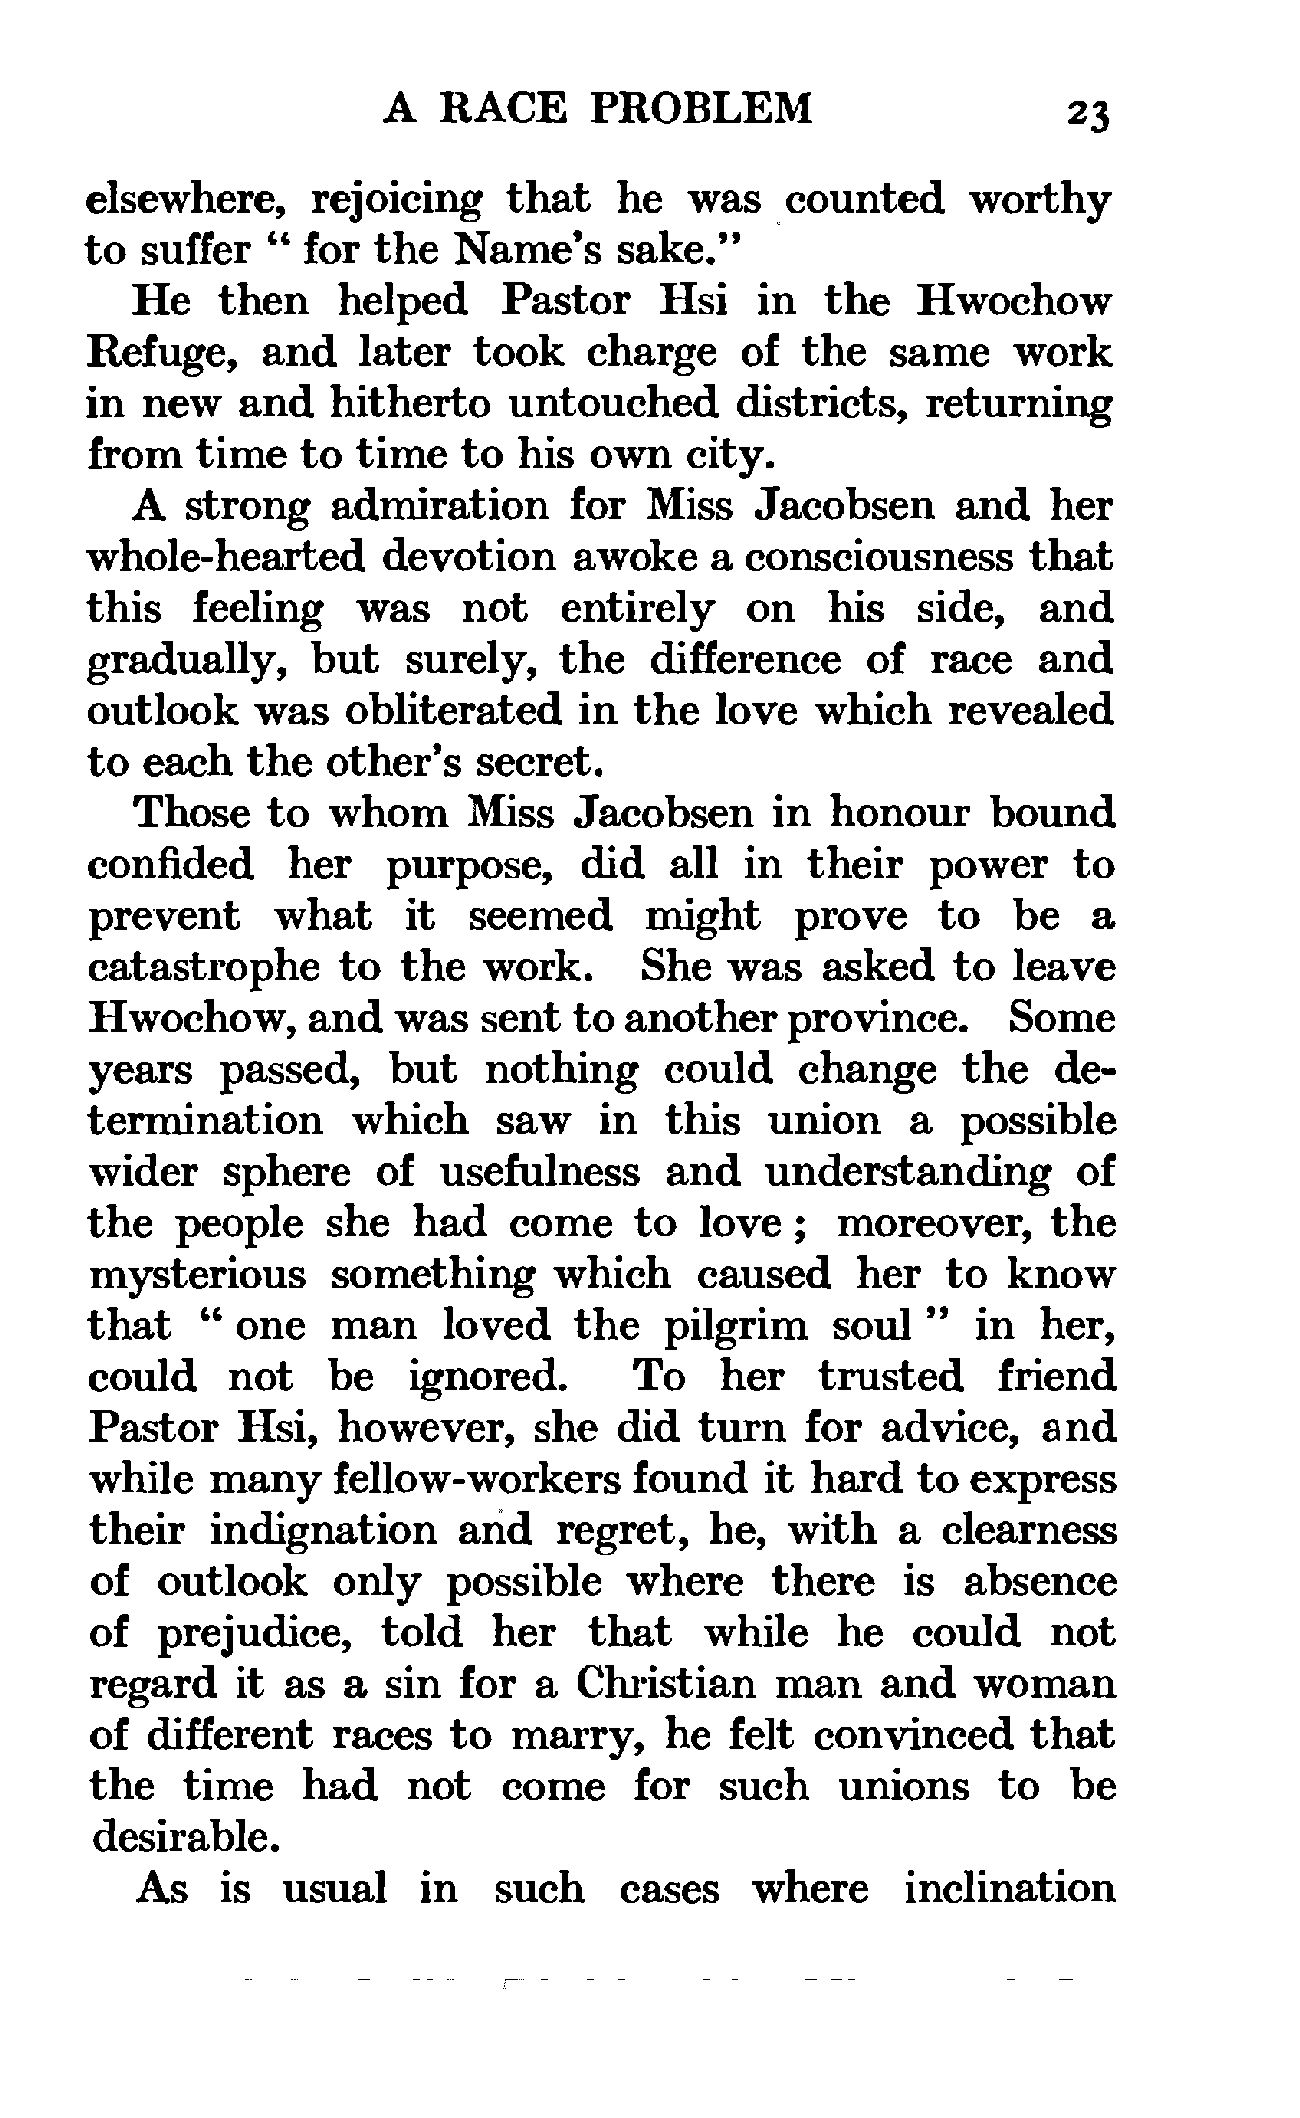 A RACE PROBLEM 23
elsewhere, rejoicing that he was counted worthy
to suffer " for the Name's sake."
He then helped Pastor Hsi in the Hwochow
Refuge, and later took charge of the same work
in new and hitherto untouched districts, returning
from time to time to his own city.
A strong admiration for Miss Jacobsen and her
whole-hearted devotion awoke a consciousness that
this feeling was not entirely on his side, and
gradually, but surely, the difference of race and
outlook was obliterated in the love which revealed
to each the other's secret.
Those to whom Miss Jacobsen in honour bound
confided her purpose, did all in their power to
prevent what it seemed might prove to be a
catastrophe to the work. She was asked to leave
Hwochow, and was sent to another province. Some
years passed, but nothing could change the de-
termination which saw in this union a possible
wider sphere of usefulness and understanding of
the people she had come to love ; moreover, the
mysterious something which caused her to know
that " one man loved the pilgrim soul " in her,
could not be ignored. To her trusted friend
Pastor Hsi, however, she did turn for advice, and
while many fellow-workers found it hard to express
their indignation and regret, he, with a clearness
of outlook only possible where there is absence
of prejudice, told her that while he could not
regard it as a sin for a Christian man and woman
of different races to marry, he felt convinced that
the time had not come for such unions to be
desirable.
As is usual in such cases where inclination